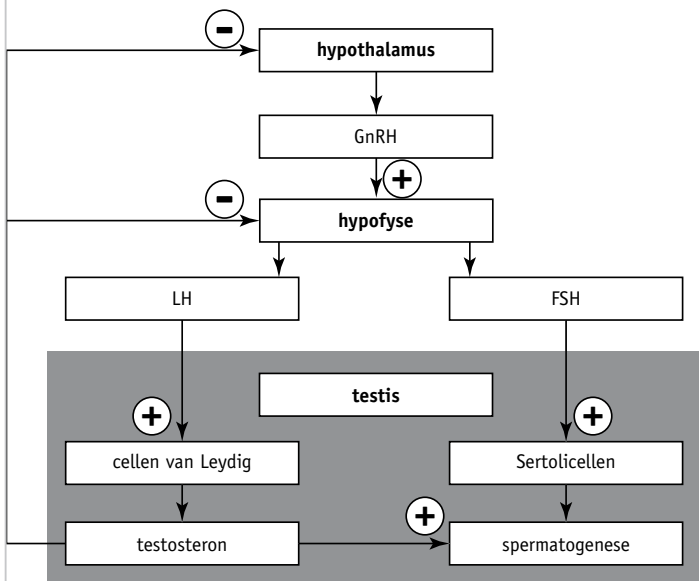 −
hypothalamus
GnRH
+
−
hypofyse
LH
FSH
testis
+
+
cellen van Leydig
Sertolicellen
+
testosteron
spermatogenese